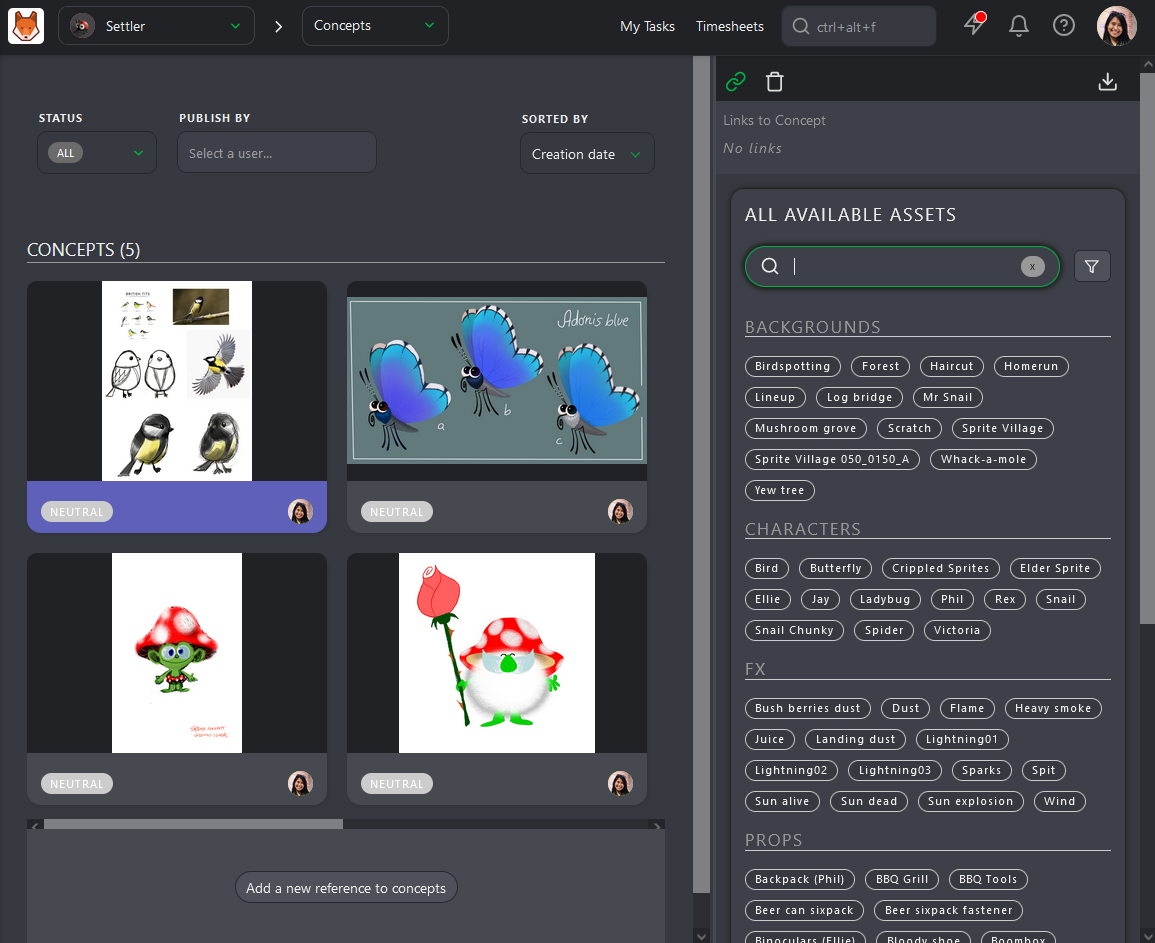 Settler
Concepts
My Tasks
Timesheets
ctrl+alt+f
STATUS
PUBLISH BY
SORTED BY
ALL
Select a user...
Creation date
CONCEPTS (5)
BRITISH TITS
Adonis blue
a
b
c
NEUTRAL
NEUTRAL
NEUTRAL
NEUTRAL
Add a new reference to concepts
Links to Concept
No links
ALL AVAILABLE ASSETS
x
BACKGROUNDS
Birdspotting Forest Haircut Homerun
Lineup Log bridge Mr Snail
Mushroom grove Scratch Sprite Village
Sprite Village 050_0150_A Whack-a-mole
Yew tree
CHARACTERS
Bird Butterfly Crippled Sprites Elder Sprite
Ellie Jay Ladybug Phil Rex Snail
Snail Chunky Spider Victoria
FX
Bush berries dust Dust Flame Heavy smoke
Juice Landing dust Lightning01
Lightning02 Lightning03 Sparks Spit
Sun alive Sun dead Sun explosion Wind
PROPS
Backpack (Phil) BBQ Grill BBQ Tools
Beer can sixpack Beer sixpack fastener
Binoculars (Ellie) Bloody shoe Boombox